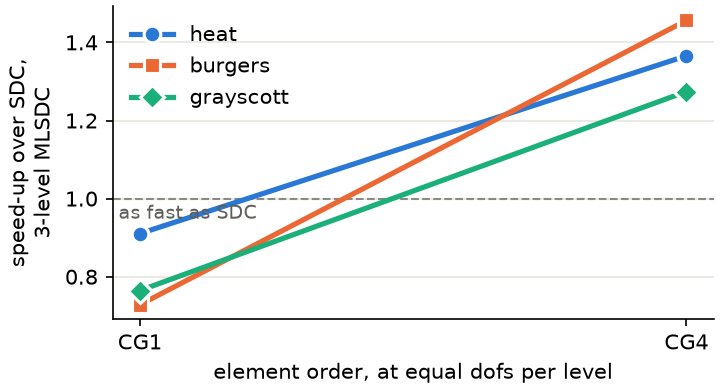 speed-up over SDC,
3-level MLSDC
1.4
1.2
1.0
0.8
heat
burgers
grayscott
as fast as SDC
CG1
CG4
element order, at equal dofs per level